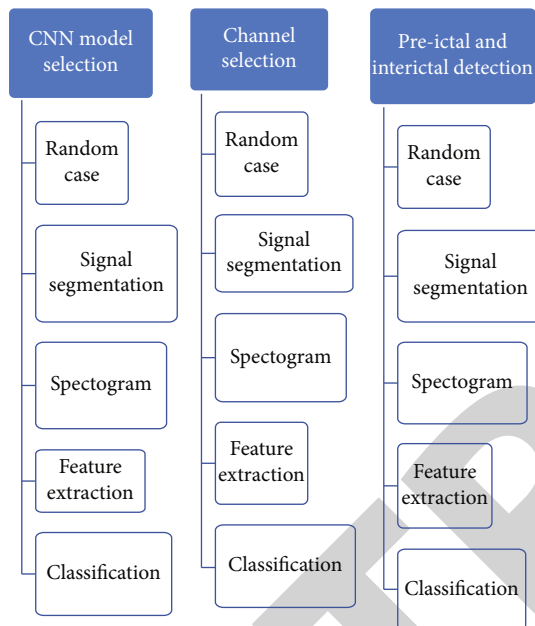 CNN model
selection
Random
case
Signal
segmentation
Spectogram
Feature
extraction
Classification
Channel
selection
Random
case
Signal
segmentation
Spectogram
Feature
extraction
Classification
Pre-ictal and
interictal detection
Random
case
Signal
segmentation
Spectogram
Feature
extraction
Classification